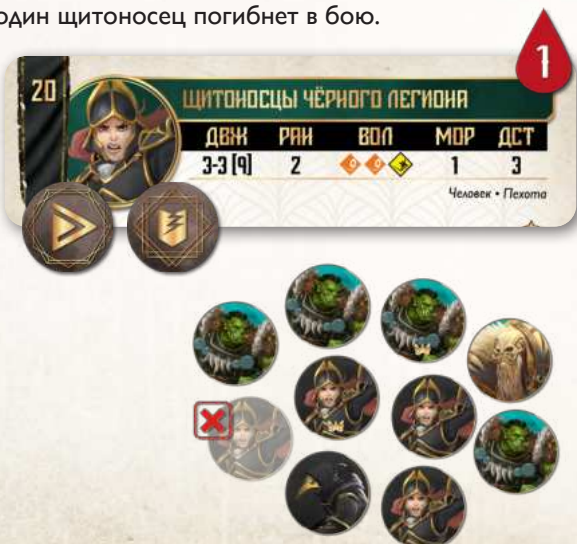 один щитоносец погибнет в бою.
1
20
ЩИТОНОСЦЫ ЧЁРНОГО ЛЕГИОНА
ДВЖ РАН ВОЛ МОР ДСТ
3-3 [9] 2 1 3
Человек • Пехота